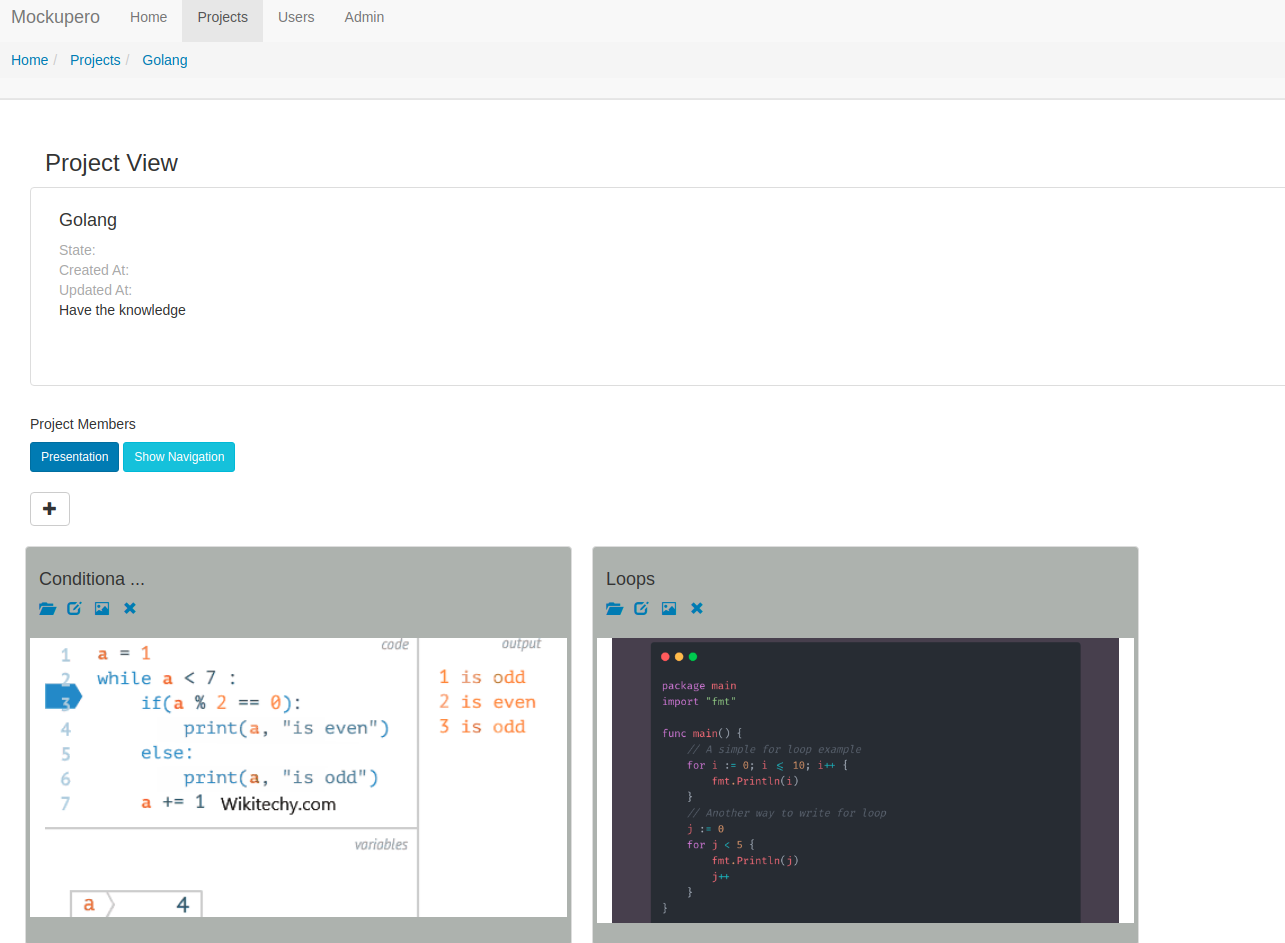 Mockupero Home Projects Users Admin
Home / Projects / Golang
Project View
Golang
State:
Created At:
Updated At:
Have the knowledge
Project Members
Presentation Show Navigation
Conditiona ...
code
output
1 a = 1
2 while a < 7 :
3 if(a % 2 == 0):
4 print(a, "is even")
5 else:
6 print(a, "is odd")
7 a += 1 Wikitechy.com
1 is odd
2 is even
3 is odd
variables
a 4
Loops
package main
import "fmt"
func main() {
// A simple for loop example
for i := 0; i ⩽ 10; i++ {
fmt.Println(i)
}
// Another way to write for loop
j := 0
for j < 5 {
fmt.Println(j)
j++
}
}